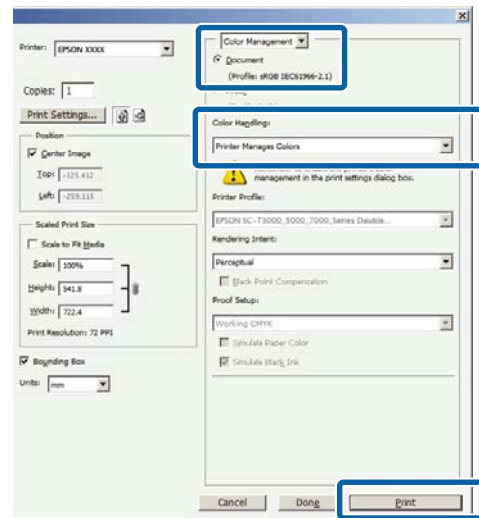 Printer: EPSON XXXX
Copies: 1
Print Settings...
Position
Center Image
Top: -125.412
Left: -259.115
Scaled Print Size
Scale to Fit Media
Scale: 100%
Height: 541.8
Width: 722.4
Print Resolution: 72 PPI
Bounding Box
Units: mm
Color Management
Document
(Profile: sRGB IEC61966-2.1)
Color Handling:
Printer Manages Colors
management in the print settings dialog box.
Printer Profile:
EPSON SC-T3000_5000_7000_Series Double...
Rendering Intent:
Perceptual
Black Point Compensation
Proof Setup:
Working CMYK
Simulate Paper Color
Simulate Black Ink
Cancel
Done
Print